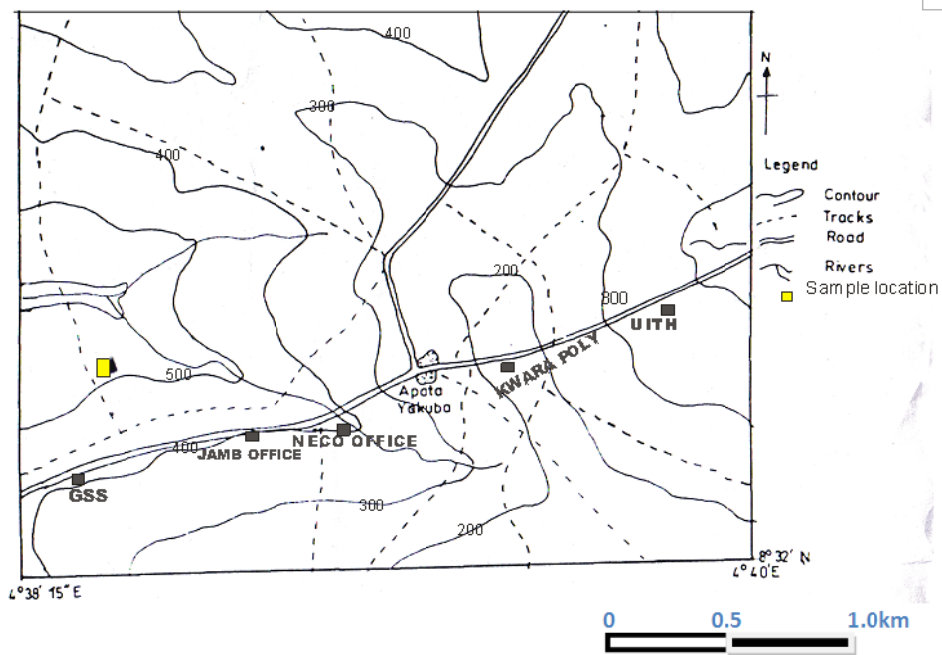 400
300
400
N
Legend
Contour
Tracks
Road
Rivers
Sample location
200
800
UITH
KWARA POLY
500
Apata
Yakuba
NECO OFFICE
400
JAMB OFFICE
GSS
300
200
8° 32' N
4° 38' 15" E
4° 40' E
0 0.5 1.0km